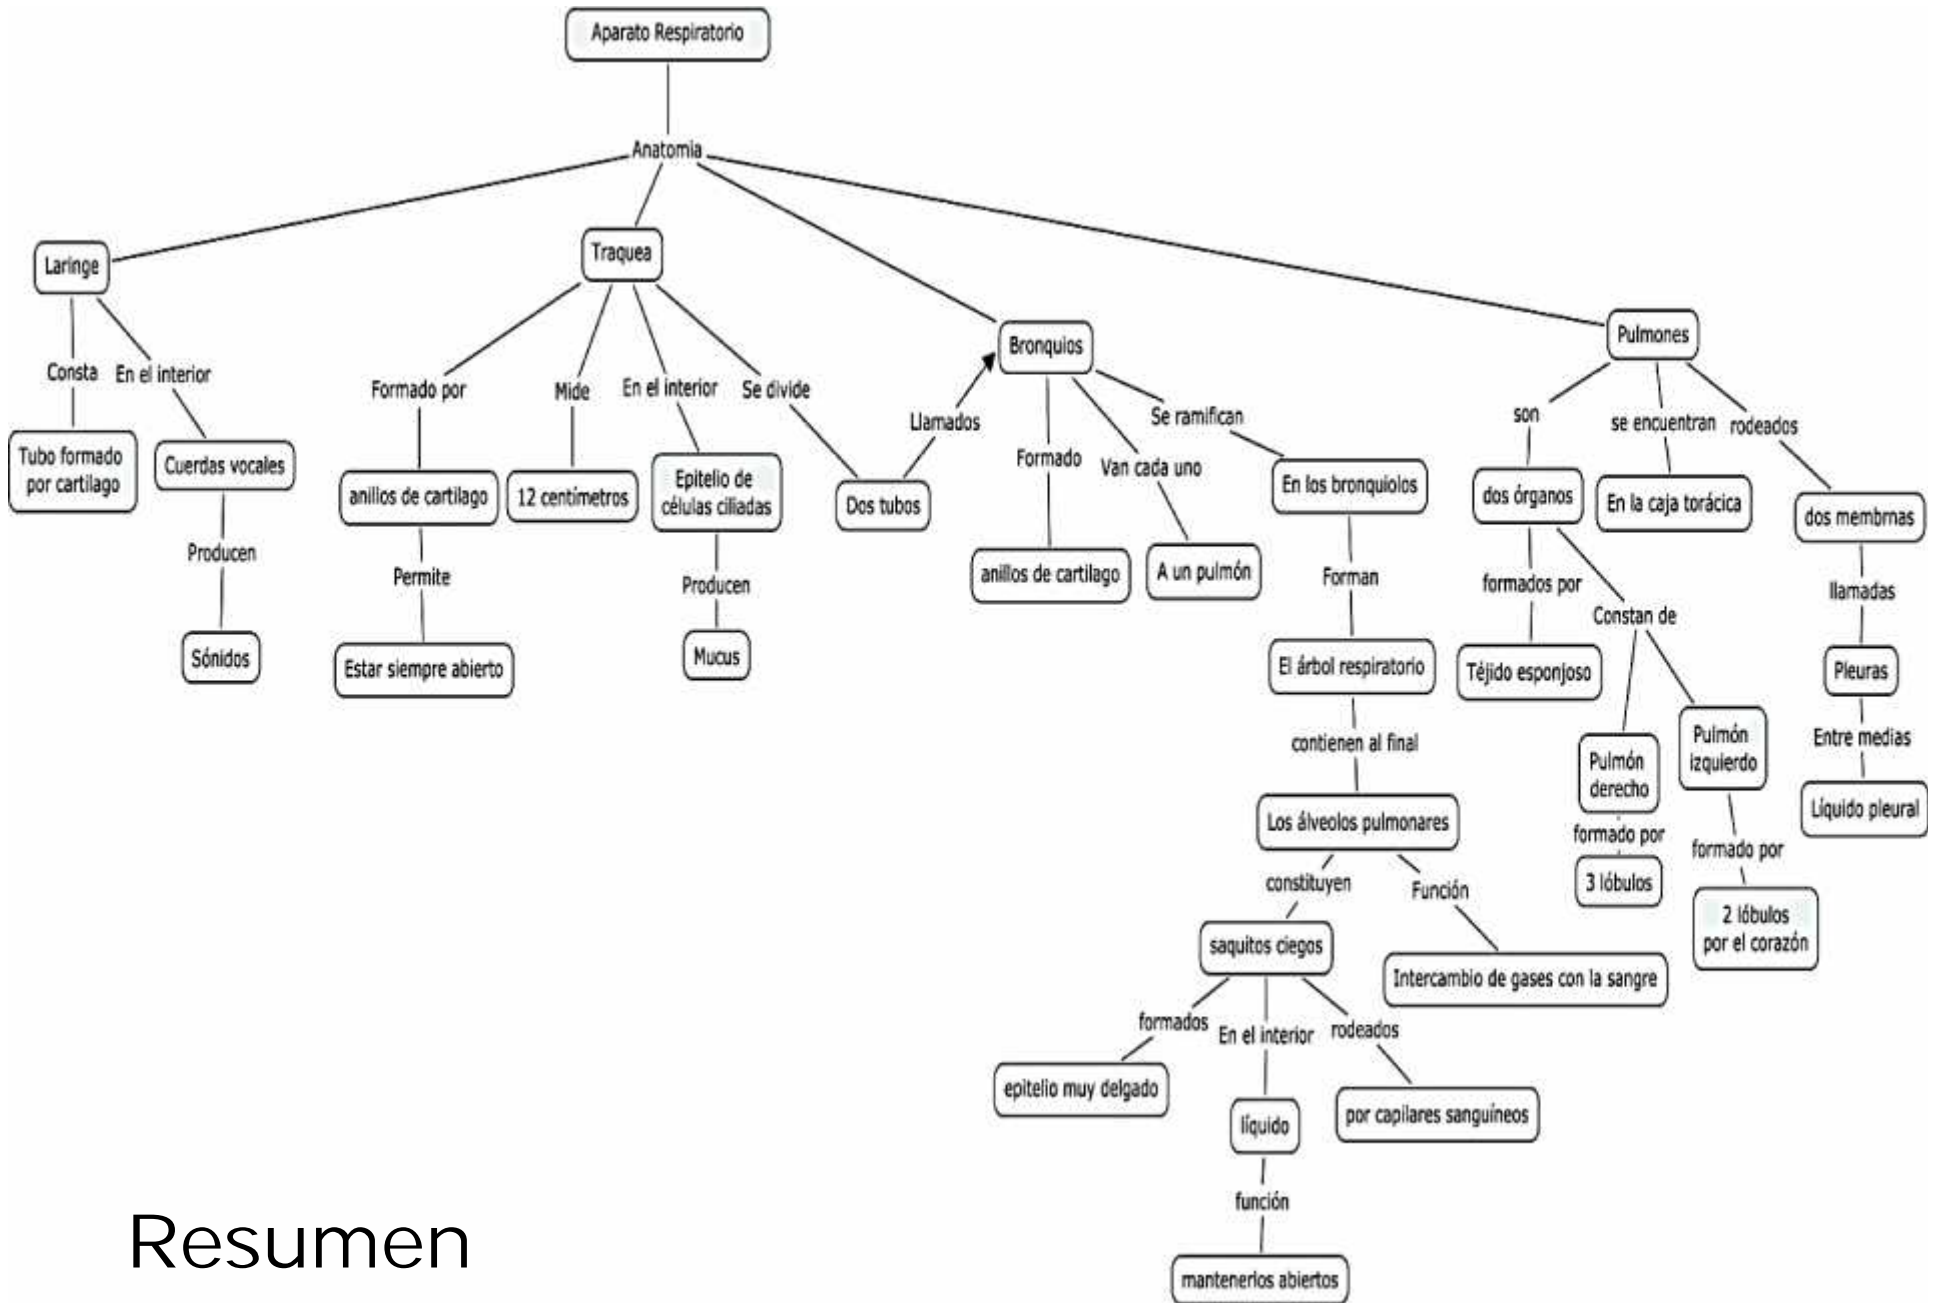 Aparato Respiratorio
Anatomia
Laringe
Consta
Tubo formado
por cartilago
En el interior
Cuerdas vocales
Producen
Sónidos
Traquea
Formado por
anillos de cartilago
Permite
Estar siempre abierto
Mide
12 centímetros
En el interior
Epitelio de
células ciliadas
Producen
Mucus
Se divide
Dos tubos
Llamados
Bronquios
Formado
anillos de cartilago
Van cada uno
A un pulmón
Se ramifican
En los bronquiolos
Forman
El árbol respiratorio
contienen al final
Los álveolos pulmonares
constituyen
saquitos ciegos
formados
epitelio muy delgado
En el interior
líquido
función
mantenerlos abiertos
rodeados
por capilares sanguíneos
Función
Intercambio de gases con la sangre
Pulmones
son
dos órganos
formados por
Téjido esponjoso
Constan de
Pulmón
derecho
formado por
3 lóbulos
Pulmón
izquierdo
formado por
2 lóbulos
por el corazón
se encuentran
En la caja torácica
rodeados
dos membrnas
llamadas
Pleuras
Entre medias
Líquido pleural
Resumen